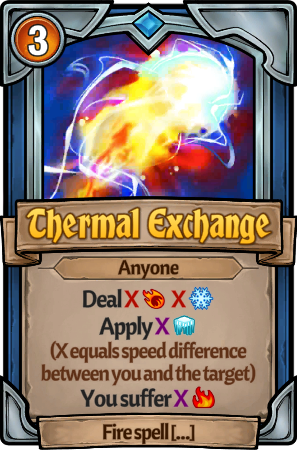 3
Thermal Exchange
Anyone
Deal X X
Apply X
(X equals speed difference
between you and the target)
You suffer X
Fire spell [...]